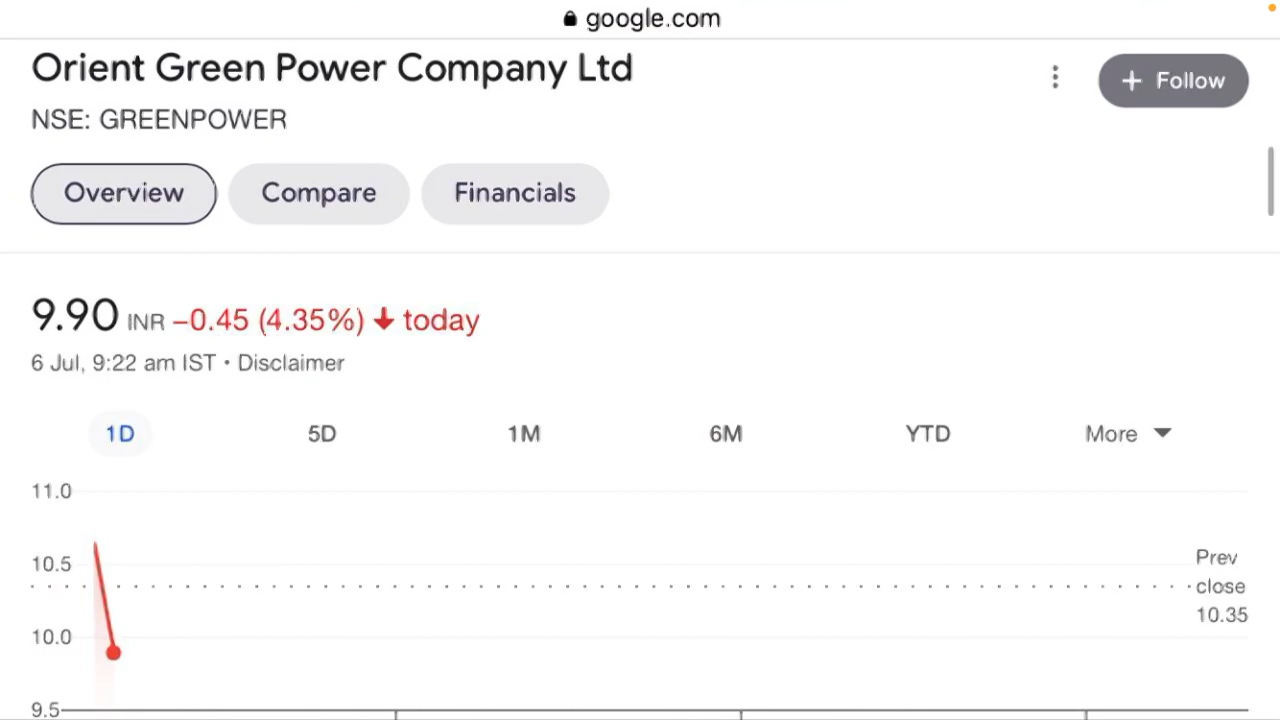 google.com
Orient Green Power Company Ltd
+ Follow
NSE: GREENPOWER
Overview
Compare
Financials
9.90 INR −0.45 (4.35%) ↓ today
6 Jul, 9:22 am IST • Disclaimer
1D
5D
1M
6M
YTD
More
11.0
10.5
10.0
9.5
Prev
close
10.35